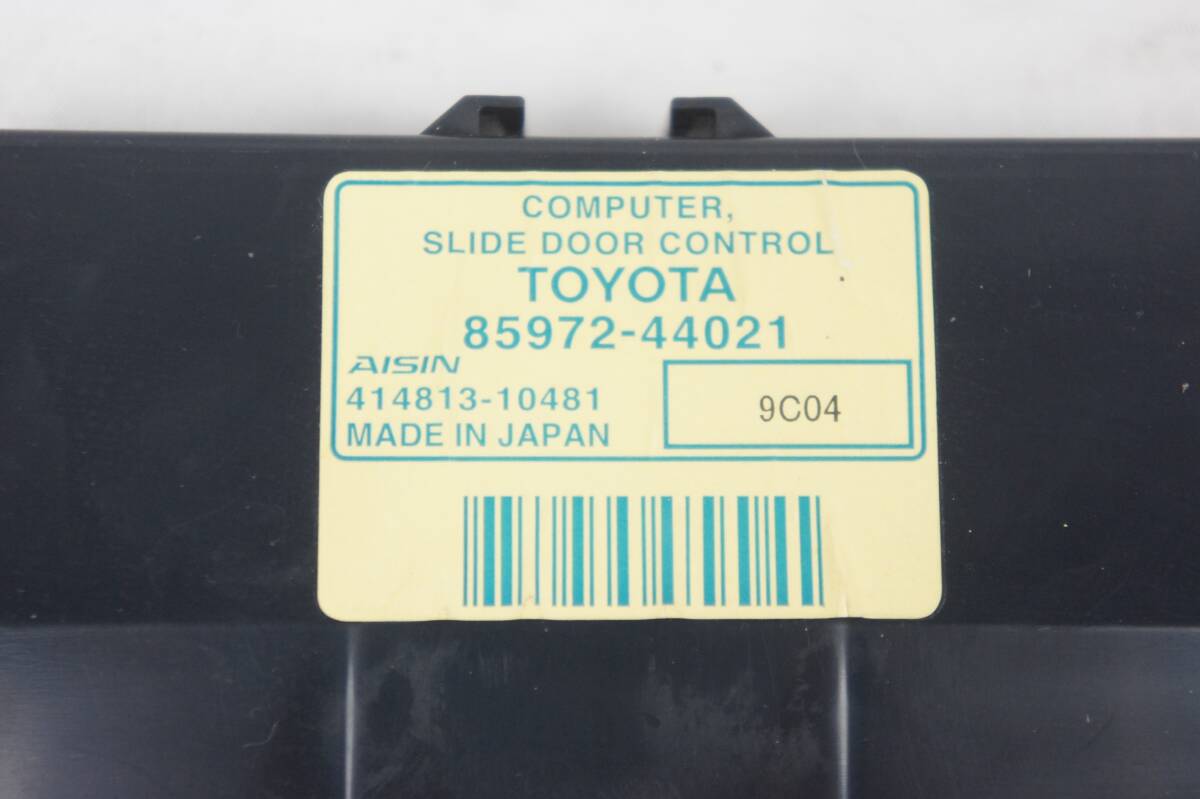 COMPUTER,
SLIDE DOOR CONTROL
TOYOTA
85972-44021
AISIN
414813-10481
9C04
MADE IN JAPAN